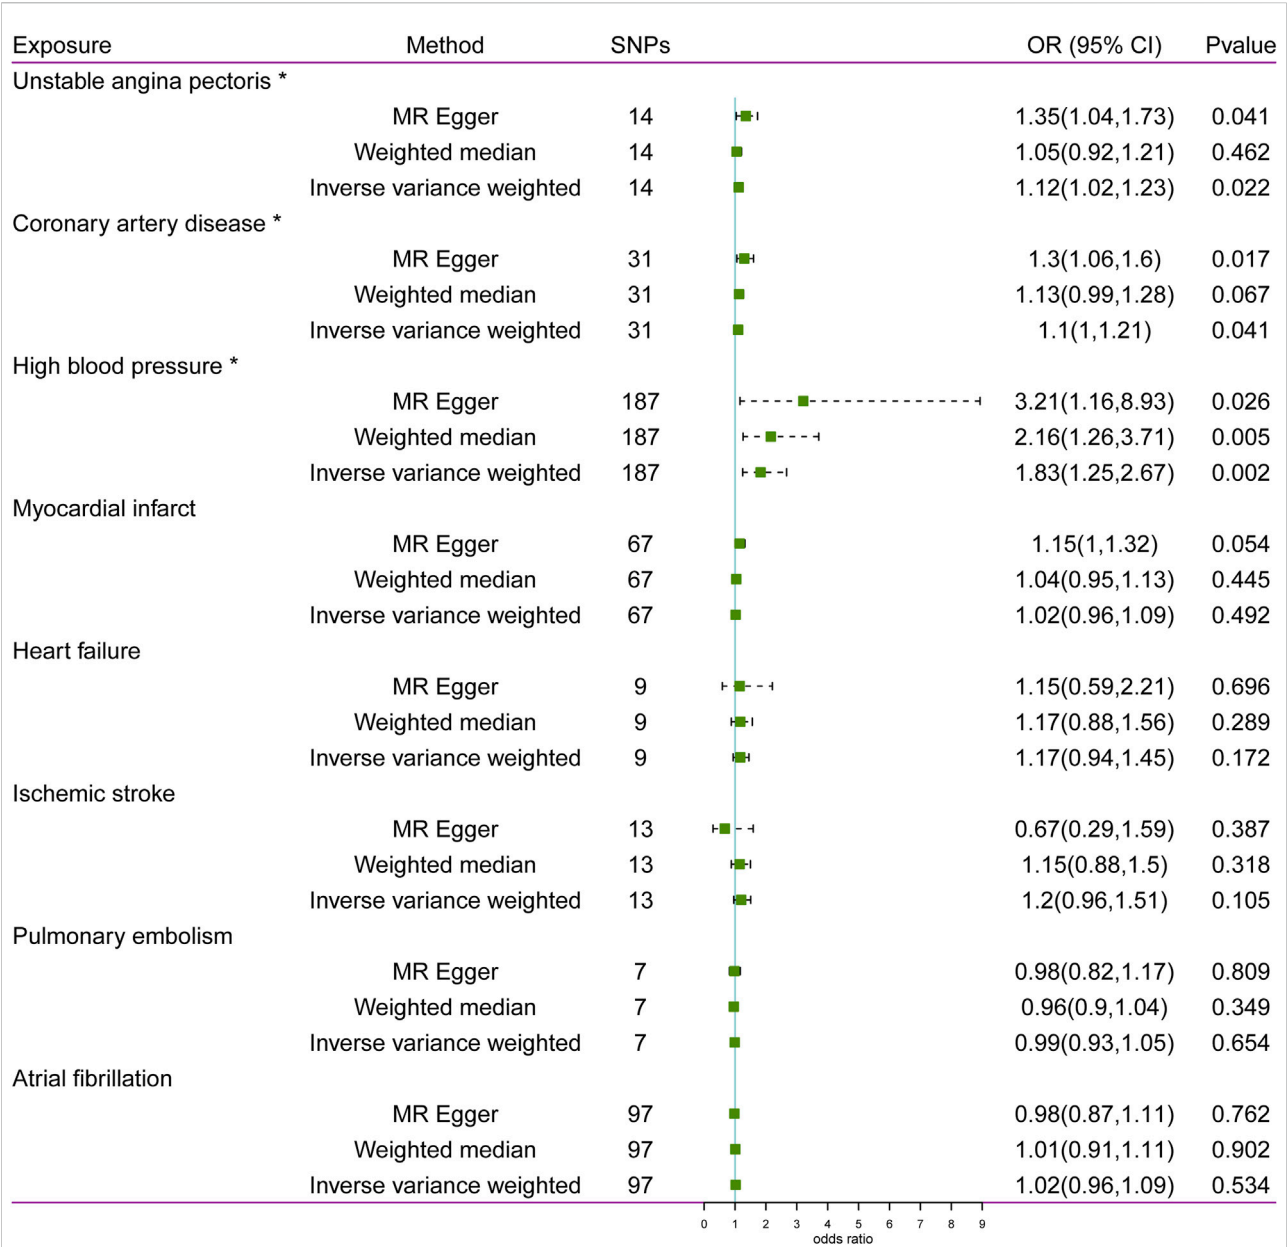 Exposure Method SNPs OR (95% CI) Pvalue
Unstable angina pectoris *
MR Egger 14 1.35(1.04,1.73) 0.041
Weighted median 14 1.05(0.92,1.21) 0.462
Inverse variance weighted 14 1.12(1.02,1.23) 0.022
Coronary artery disease *
MR Egger 31 1.3(1.06,1.6) 0.017
Weighted median 31 1.13(0.99,1.28) 0.067
Inverse variance weighted 31 1.1(1,1.21) 0.041
High blood pressure *
MR Egger 187 3.21(1.16,8.93) 0.026
Weighted median 187 2.16(1.26,3.71) 0.005
Inverse variance weighted 187 1.83(1.25,2.67) 0.002
Myocardial infarct
MR Egger 67 1.15(1,1.32) 0.054
Weighted median 67 1.04(0.95,1.13) 0.445
Inverse variance weighted 67 1.02(0.96,1.09) 0.492
Heart failure
MR Egger 9 1.15(0.59,2.21) 0.696
Weighted median 9 1.17(0.88,1.56) 0.289
Inverse variance weighted 9 1.17(0.94,1.45) 0.172
Ischemic stroke
MR Egger 13 0.67(0.29,1.59) 0.387
Weighted median 13 1.15(0.88,1.5) 0.318
Inverse variance weighted 13 1.2(0.96,1.51) 0.105
Pulmonary embolism
MR Egger 7 0.98(0.82,1.17) 0.809
Weighted median 7 0.96(0.9,1.04) 0.349
Inverse variance weighted 7 0.99(0.93,1.05) 0.654
Atrial fibrillation
MR Egger 97 0.98(0.87,1.11) 0.762
Weighted median 97 1.01(0.91,1.11) 0.902
Inverse variance weighted 97 1.02(0.96,1.09) 0.534
0 1 2 3 4 5 6 7 8 9
odds ratio